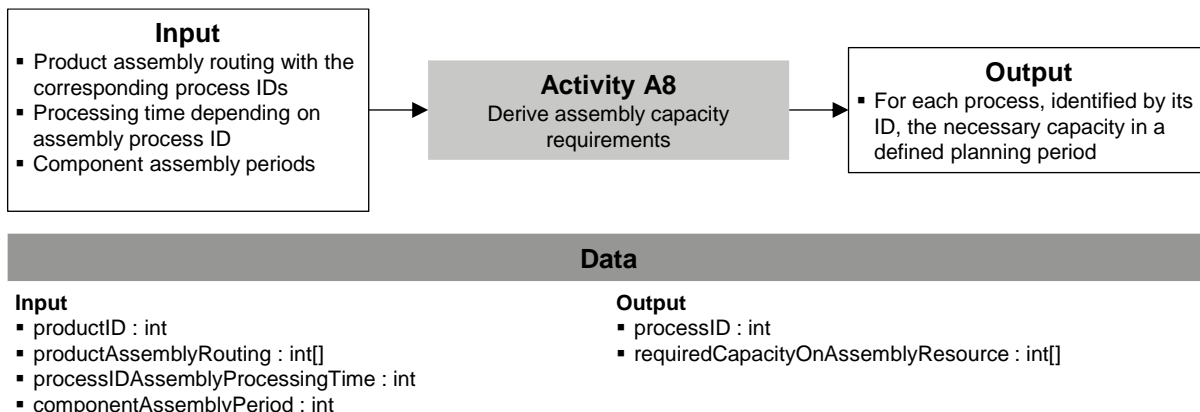 Input
▪ Product assembly routing with the
corresponding process IDs
▪ Processing time depending on
assembly process ID
▪ Component assembly periods
Activity A8
Derive assembly capacity
requirements
Output
▪ For each process, identified by its
ID, the necessary capacity in a
defined planning period
Data
Input
▪ productID : int
▪ productAssemblyRouting : int[]
▪ processIDAssemblyProcessingTime : int
▪ componentAssemblyPeriod : int
Output
▪ processID : int
▪ requiredCapacityOnAssemblyResource : int[]